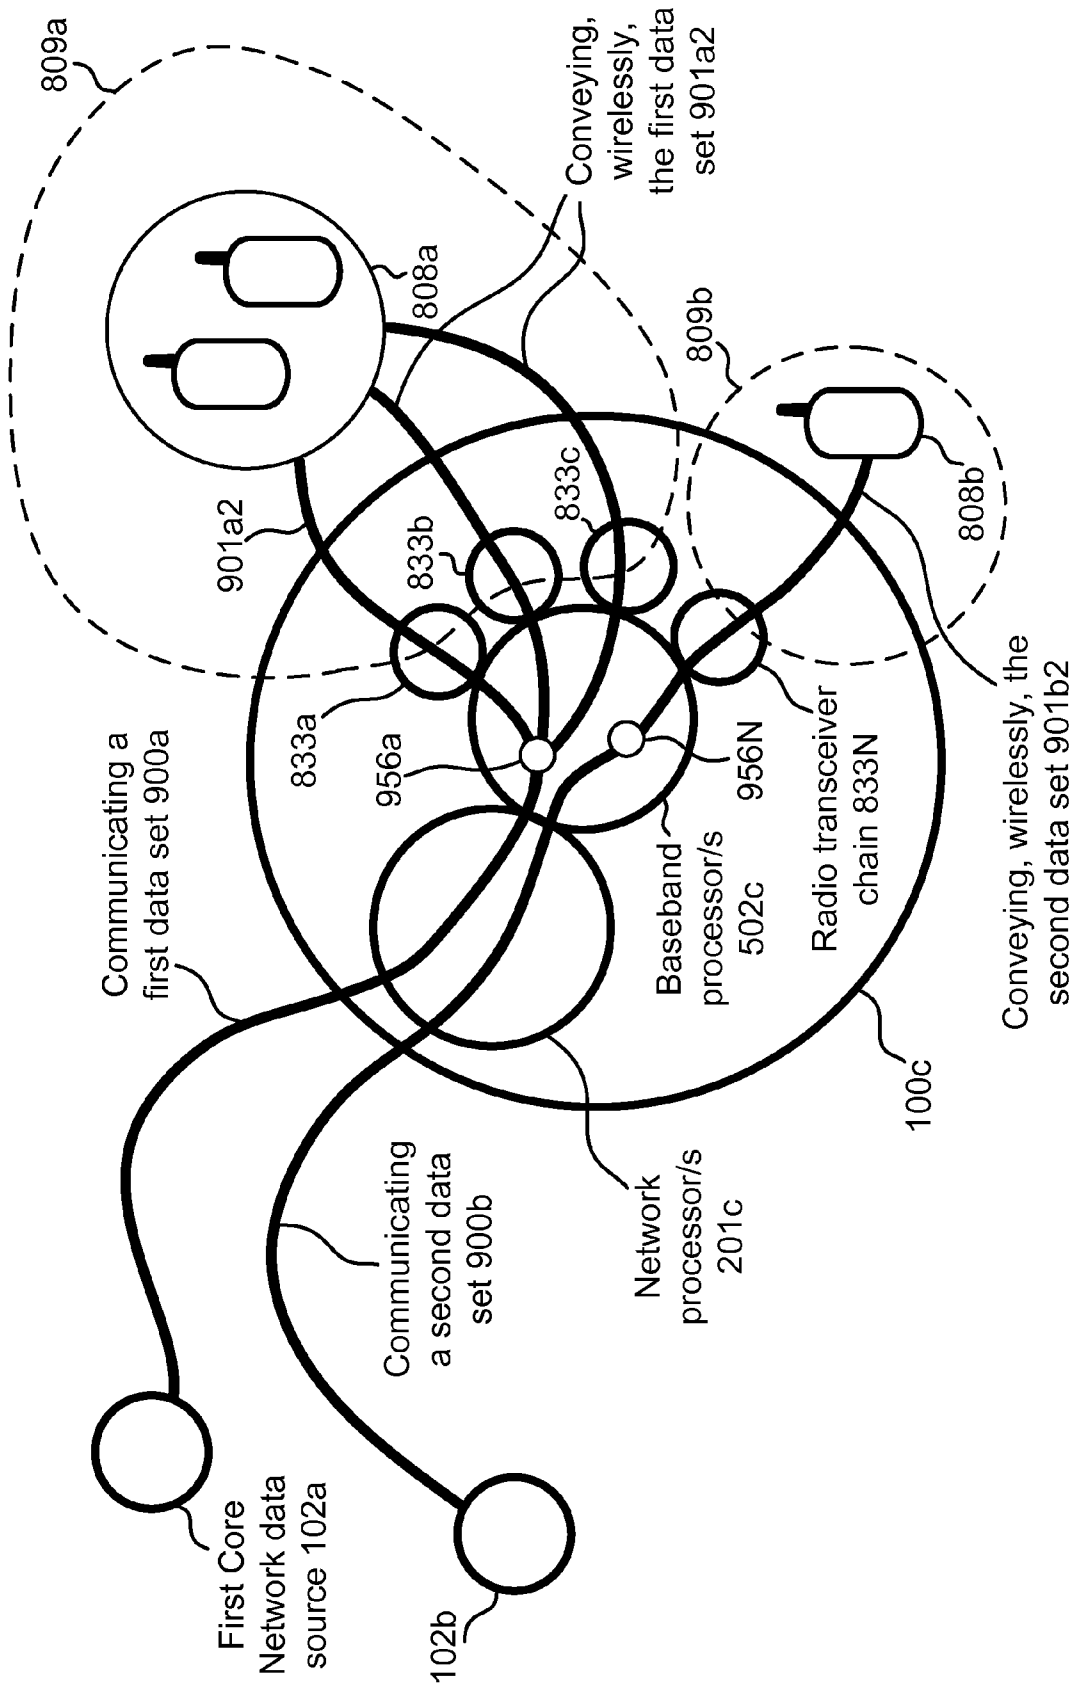 First Core
Network data
source 102a
102b
Communicating a
first data set 900a
Communicating
a second data
set 900b
Network
processor/s
201c
100c
Baseband
processor/s
502c
Radio transceiver
chain 833N
956a
956N
833a
833b
833c
901a2
808a
808b
809a
809b
Conveying,
wirelessly,
the first data
set 901a2
Conveying, wirelessly, the
second data set 901b2